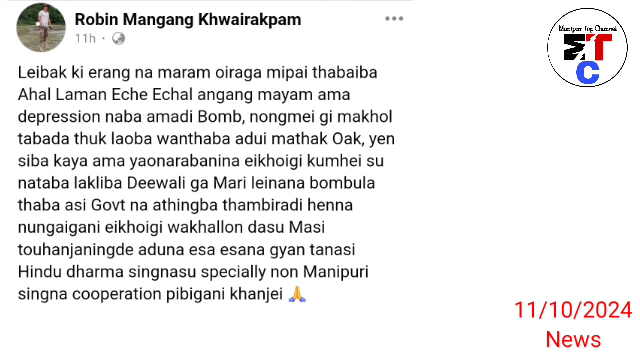 Robin Mangang Khwairakpam
11h ·
Leibak ki erang na maram oiraga mipai thabaiba
Ahal Laman Eche Echal angang mayam ama
depression naba amadi Bomb, nongmei gi makhol
tabada thuk laoba wanthaba adui mathak Oak, yen
siba kaya ama yaonarabanina eikhoigi kumhei su
nataba lakliba Deewali ga Mari leinana bombula
thaba asi Govt na athingba thambiradi henna
nungaigani eikhoigi wakhallon dasu Masi
touhanjaningde aduna esa esana gyan tanasi
Hindu dharma singnasu specially non Manipuri
singna cooperation pibigani khanjei 🙏
ETC
11/10/2024
News